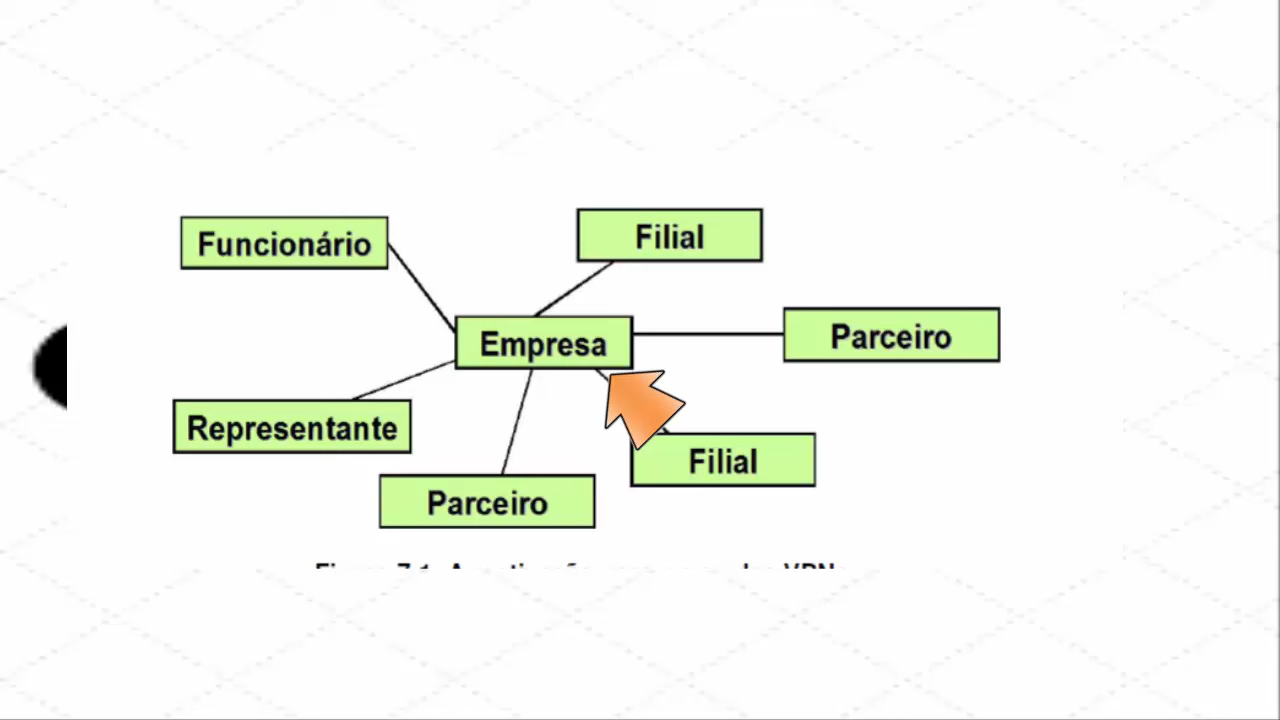 Funcionário
Filial
Empresa
Parceiro
Representante
Filial
Parceiro